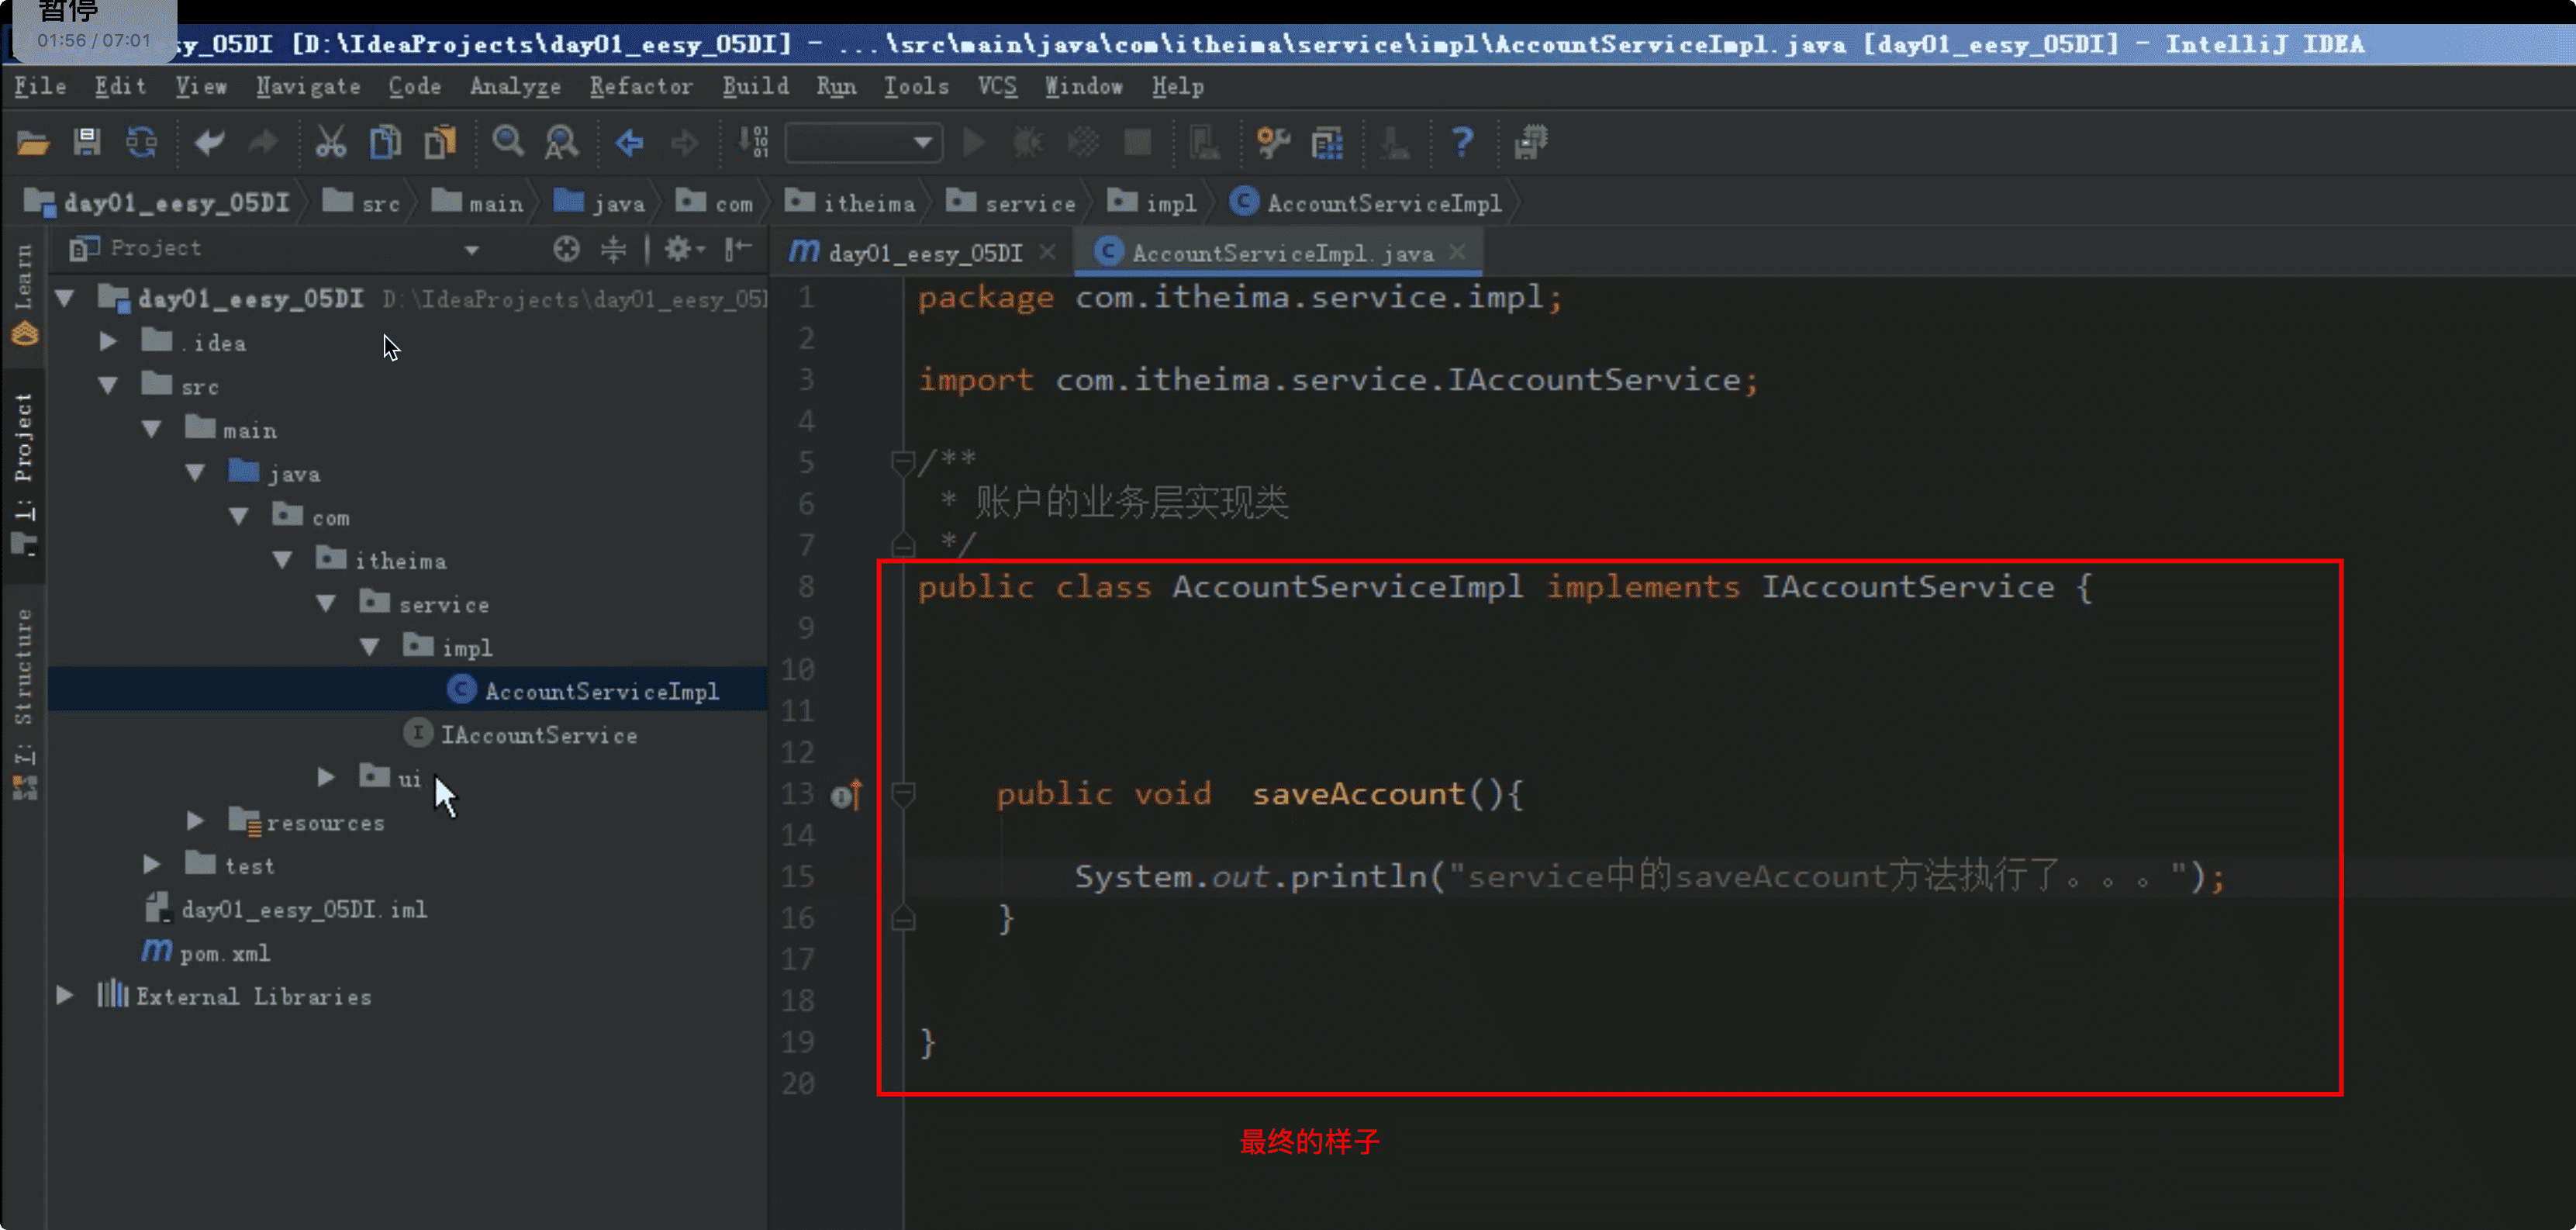 暂停
01:56 / 07:01
sy_05DI [D:\IdeaProjects\day01_eesy_05DI] - ...\src\main\java\com\itheima\service\impl\AccountServiceImpl.java [day01_eesy_05DI] - IntelliJ IDEA
File Edit View Navigate Code Analyze Refactor Build Run Tools VCS Window Help
day01_eesy_05DI src main java com itheima service impl AccountServiceImpl
Project
day01_eesy_05DI
AccountServiceImpl.java
Learn
1: Project
7: Structure
day01_eesy_05DI D:\IdeaProjects\day01_eesy_05
.idea
src
main
java
com
itheima
service
impl
AccountServiceImpl
IAccountService
ui
resources
test
day01_eesy_05DI.iml
pom.xml
External Libraries
1 package com.itheima.service.impl;
2
3 import com.itheima.service.IAccountService;
4
5 /**
6 * 账户的业务层实现类
7 */
8 public class AccountServiceImpl implements IAccountService {
9
10
11
12
13 public void saveAccount(){
14
15 System.out.println("service中的saveAccount方法执行了。。。");
16 }
17
18
19 }
20
最终的样子